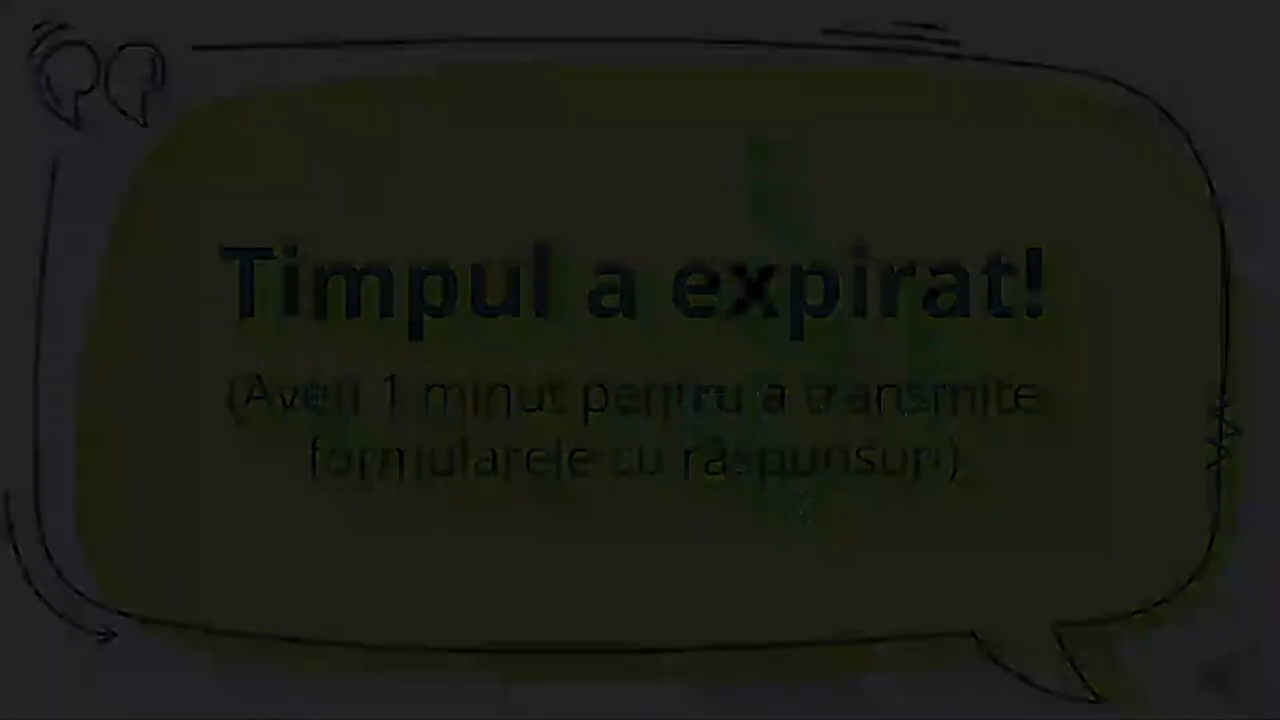 Timpul a expirat!
(Aveți 1 minut pentru a transmite
formularele cu răspunsuri)